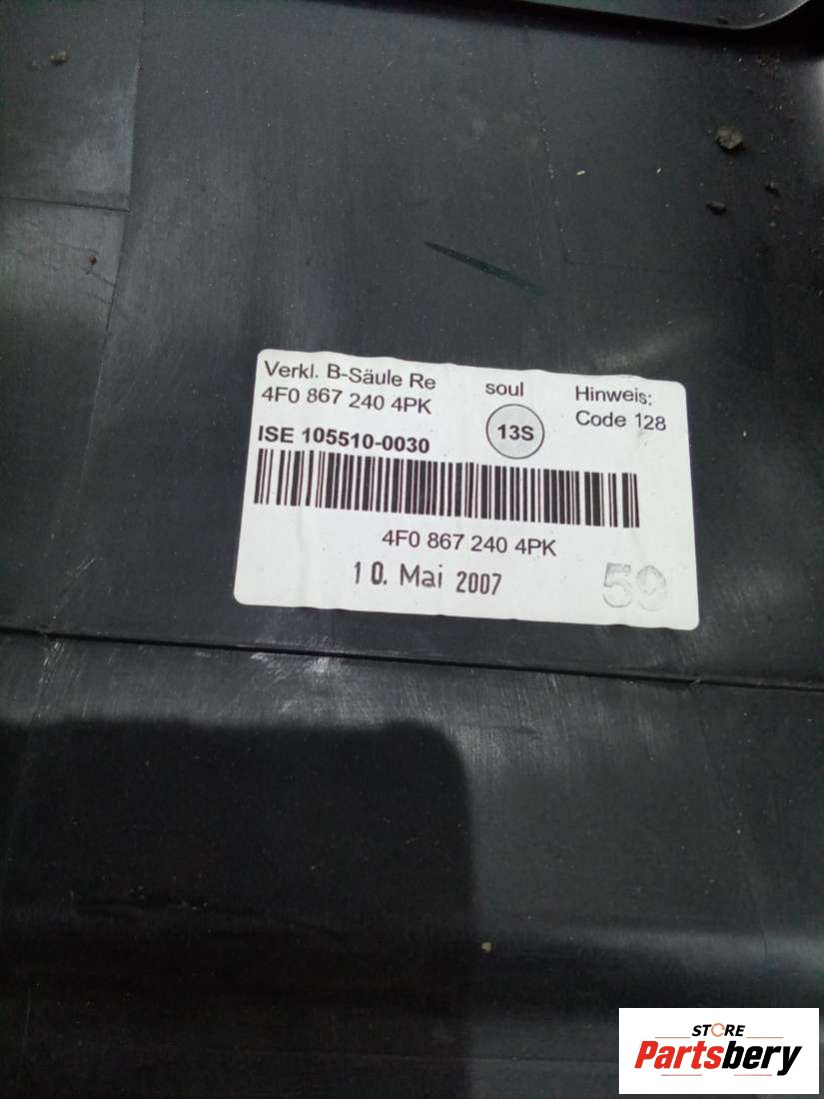 Verkl. B-Säule Re
4F0 867 240 4PK
soul
13S
Hinweis:
Code 128
ISE 105510-0030
4F0 867 240 4PK
10. Mai 2007
59
STORE
Partsbery